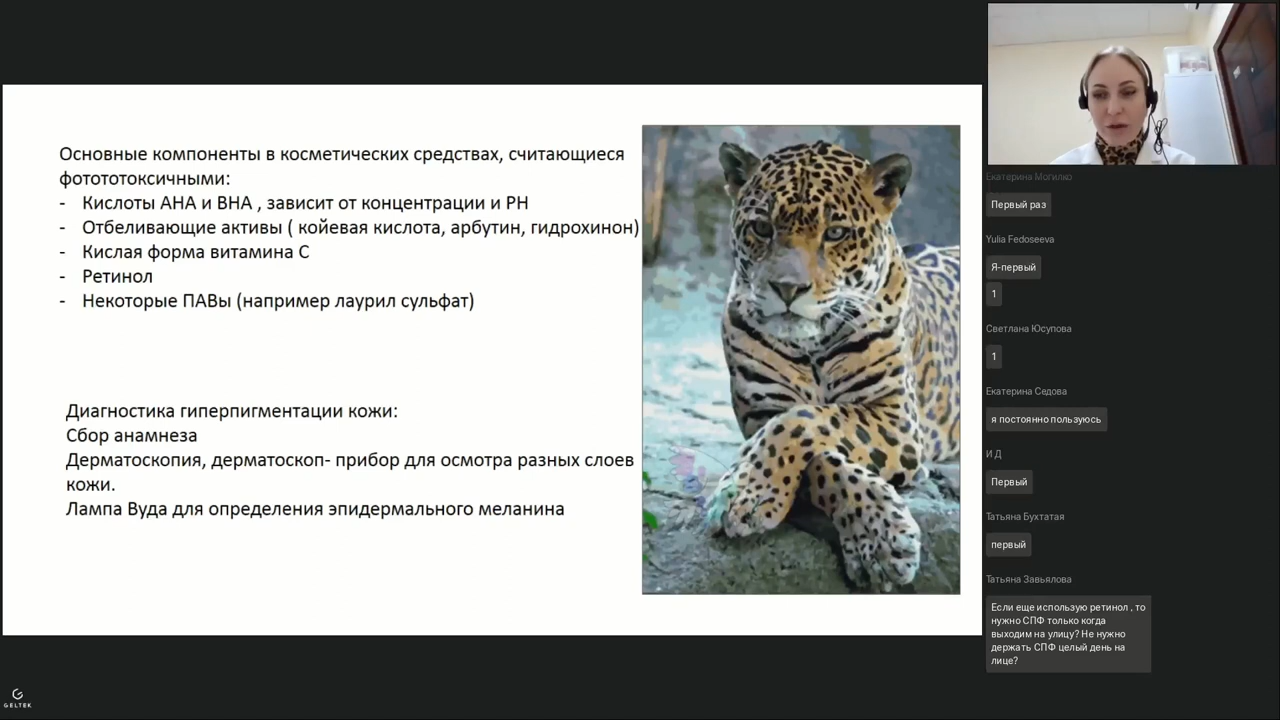 Основные компоненты в косметических средствах, считающиеся
фотототоксичными:
- Кислоты АНА и ВНА , зависит от концентрации и РН
- Отбеливающие активы ( койевая кислота, арбутин, гидрохинон)
- Кислая форма витамина С
- Ретинол
- Некоторые ПАВы (например лаурил сульфат)
Диагностика гиперпигментации кожи:
Сбор анамнеза
Дерматоскопия, дерматоскоп- прибор для осмотра разных слоев
кожи.
Лампа Вуда для определения эпидермального меланина
Екатерина Могилко
Первый раз
Yulia Fedoseeva
Я-первый
1
Светлана Юсупова
1
Екатерина Седова
я постоянно пользуюсь
И Д
Первый
Татьяна Бухтатая
первый
Татьяна Завьялова
Если еще использую ретинол , то
нужно СПФ только когда
выходим на улицу? Не нужно
держать СПФ целый день на
лице?
GELTEK